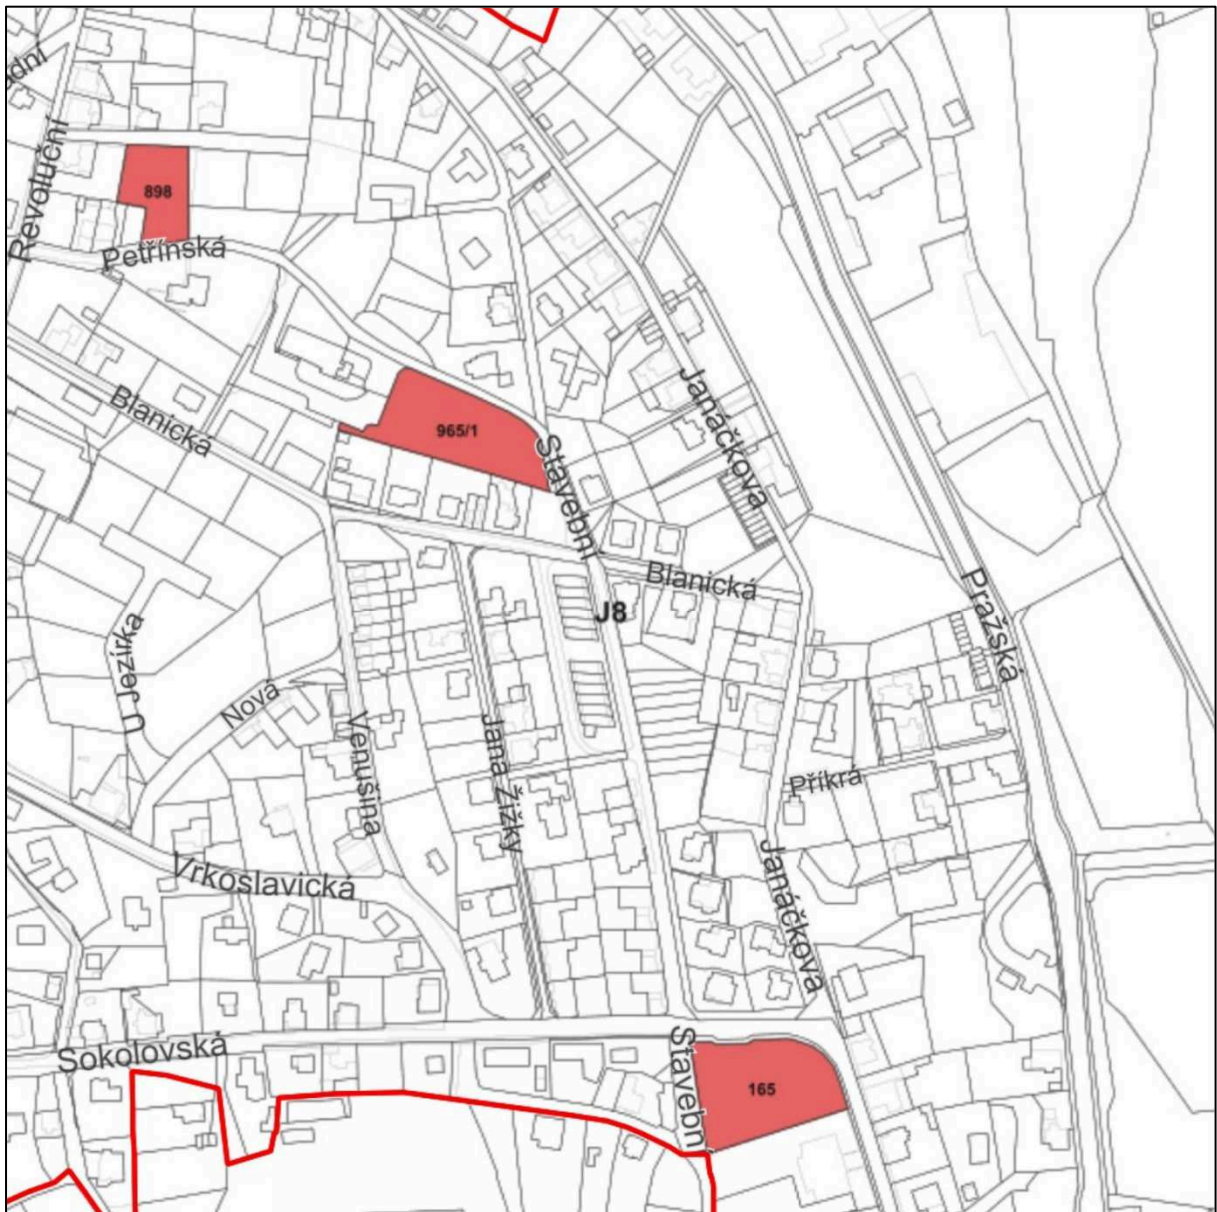 Revoluční
898
Petřínská
Blanická
965/1
Stavební
Janáčkova
Blanická
J8
Pražská
U Jezírka
Nová
Venušina
Jana Žižky
Příkrá
Janáčkova
Vrkoslavická
Sokolovská
Stavebn
165